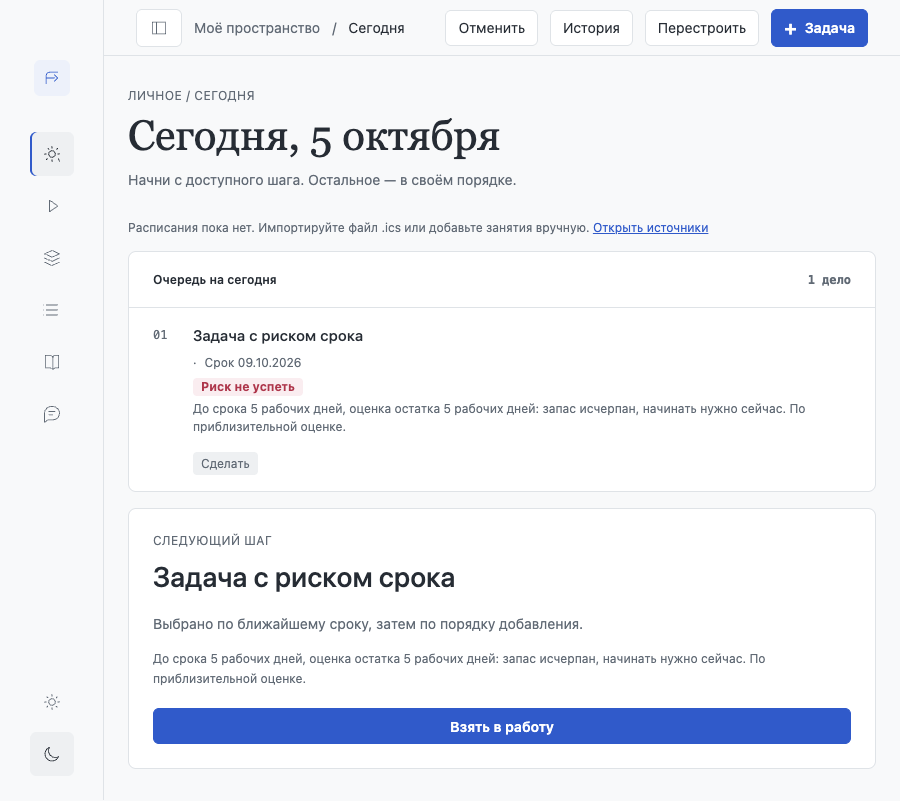 Моё пространство / Сегодня
Отменить
История
Перестроить
+ Задача
ЛИЧНОЕ / СЕГОДНЯ
Сегодня, 5 октября
Начни с доступного шага. Остальное — в своём порядке.
Расписания пока нет. Импортируйте файл .ics или добавьте занятия вручную. Открыть источники
Очередь на сегодня
1 дело
01
Задача с риском срока
· Срок 09.10.2026
Риск не успеть
До срока 5 рабочих дней, оценка остатка 5 рабочих дней: запас исчерпан, начинать нужно сейчас. По
приблизительной оценке.
Сделать
СЛЕДУЮЩИЙ ШАГ
Задача с риском срока
Выбрано по ближайшему сроку, затем по порядку добавления.
До срока 5 рабочих дней, оценка остатка 5 рабочих дней: запас исчерпан, начинать нужно сейчас. По
приблизительной оценке.
Взять в работу